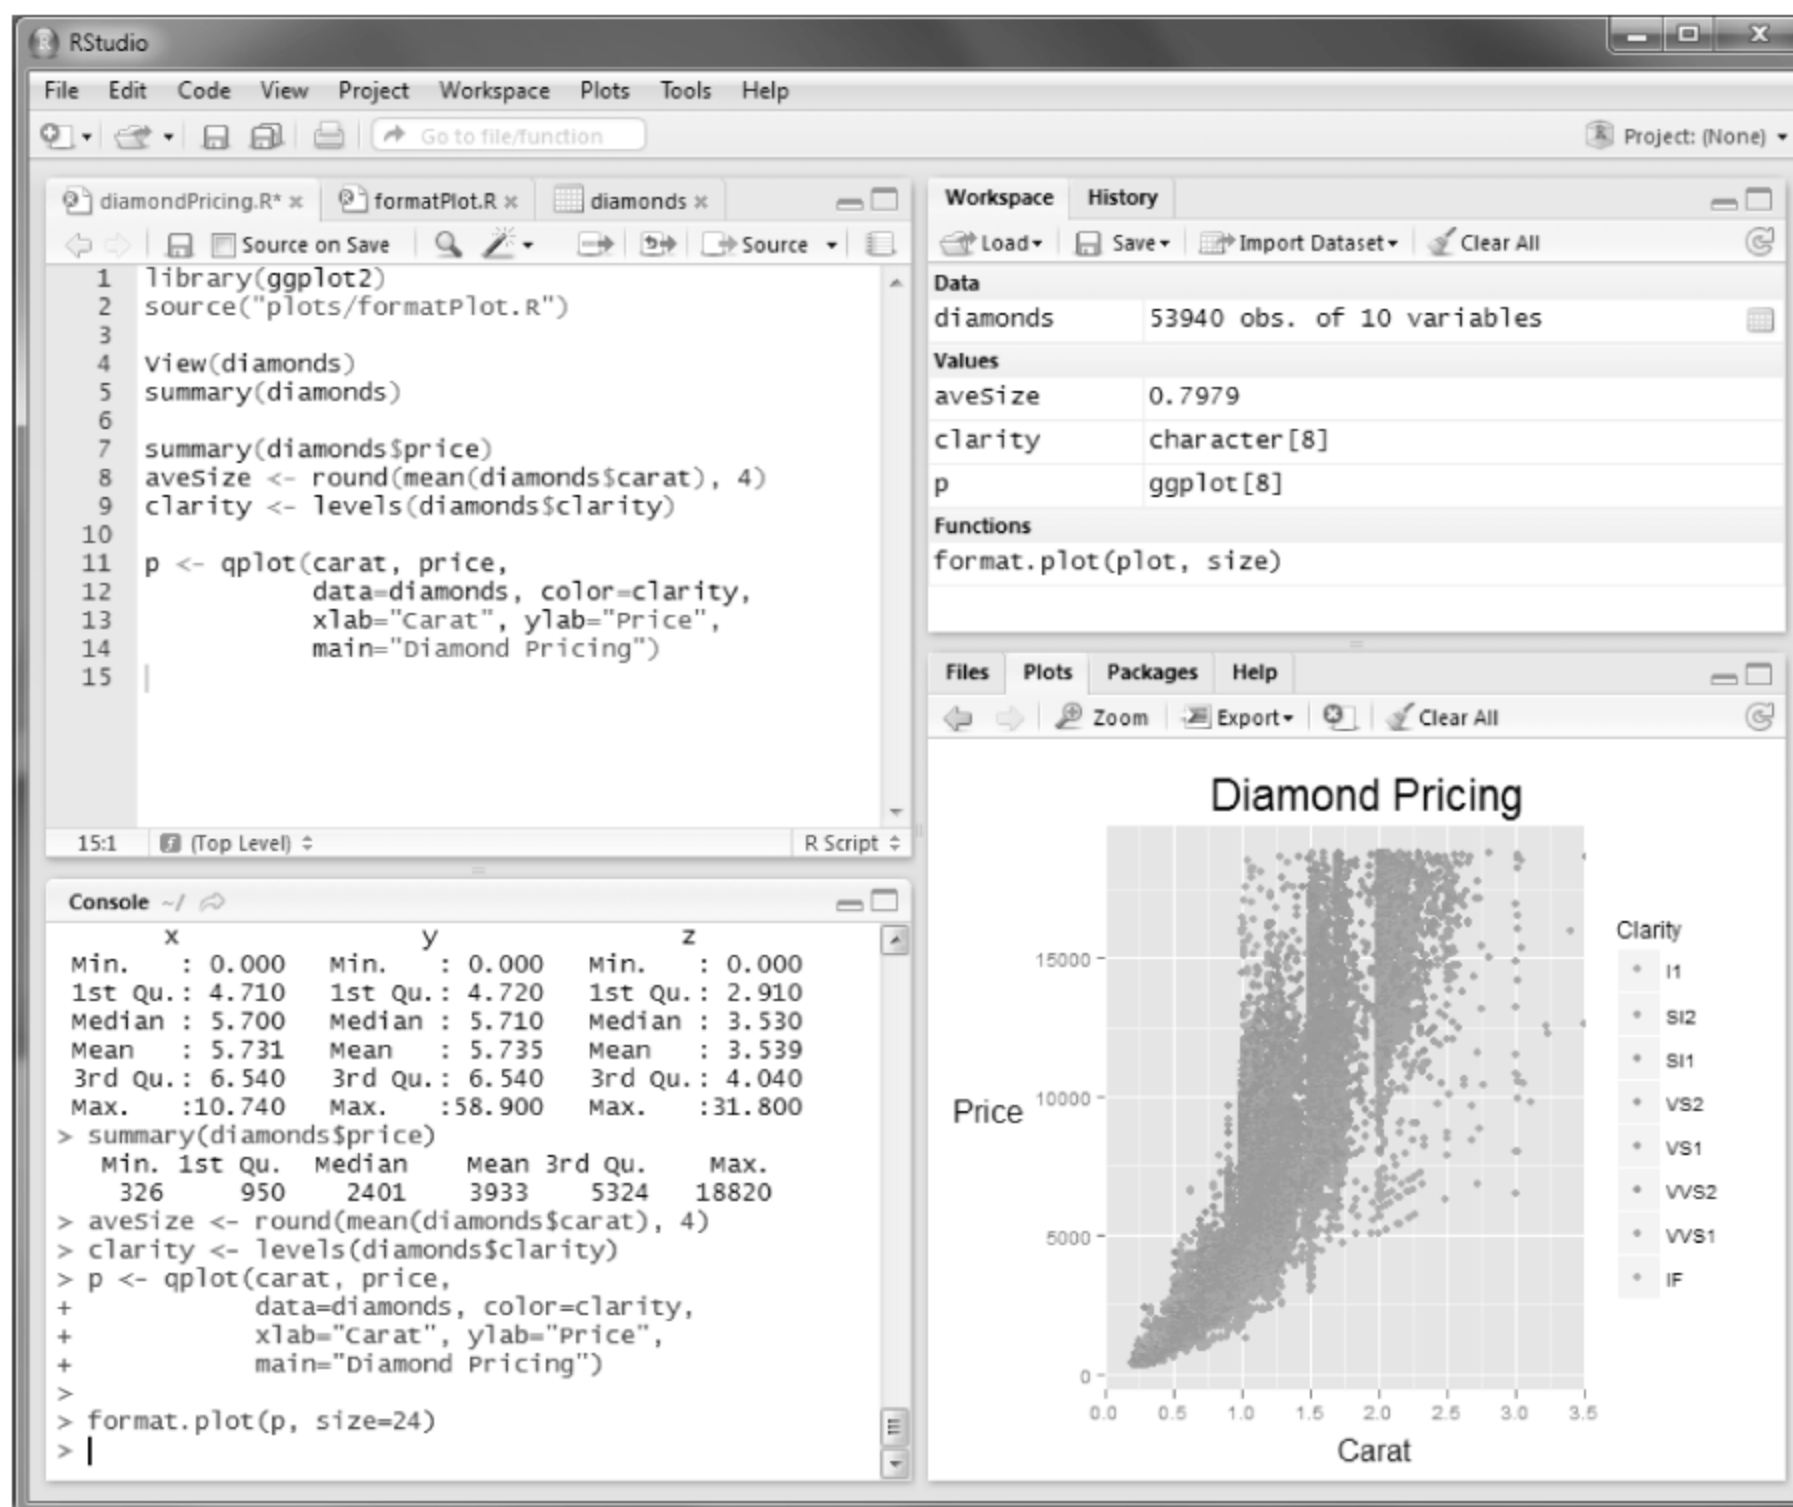 RStudio
File Edit Code View Project Workspace Plots Tools Help
Go to file/function
Project: (None)
diamondPricing.R* formatPlot.R diamonds
Source on Save Source
1 library(ggplot2)
2 source("plots/formatPlot.R")
3
4 View(diamonds)
5 summary(diamonds)
6
7 summary(diamonds$price)
8 aveSize <- round(mean(diamonds$carat), 4)
9 clarity <- levels(diamonds$clarity)
10
11 p <- qplot(carat, price,
12 data=diamonds, color=clarity,
13 xlab="Carat", ylab="Price",
14 main="Diamond Pricing")
15
15:1 (Top Level) R Script
Console ~/
x y z
Min. : 0.000 Min. : 0.000 Min. : 0.000
1st Qu.: 4.710 1st Qu.: 4.720 1st Qu.: 2.910
Median : 5.700 Median : 5.710 Median : 3.530
Mean : 5.731 Mean : 5.735 Mean : 3.539
3rd Qu.: 6.540 3rd Qu.: 6.540 3rd Qu.: 4.040
Max. :10.740 Max. :58.900 Max. :31.800
> summary(diamonds$price)
Min. 1st Qu. Median Mean 3rd Qu. Max.
326 950 2401 3933 5324 18820
> aveSize <- round(mean(diamonds$carat), 4)
> clarity <- levels(diamonds$clarity)
> p <- qplot(carat, price,
+ data=diamonds, color=clarity,
+ xlab="Carat", ylab="Price",
+ main="Diamond Pricing")
>
> format.plot(p, size=24)
>
Workspace History
Load Save Import Dataset Clear All
Data
diamonds 53940 obs. of 10 variables
Values
aveSize 0.7979
clarity character[8]
p ggplot[8]
Functions
format.plot(plot, size)
Files Plots Packages Help
Zoom Export Clear All
Diamond Pricing
Price
15000
10000
5000
0
0.0 0.5 1.0 1.5 2.0 2.5 3.0 3.5
Carat
Clarity
I1
SI2
SI1
VS2
VS1
VVS2
VVS1
IF